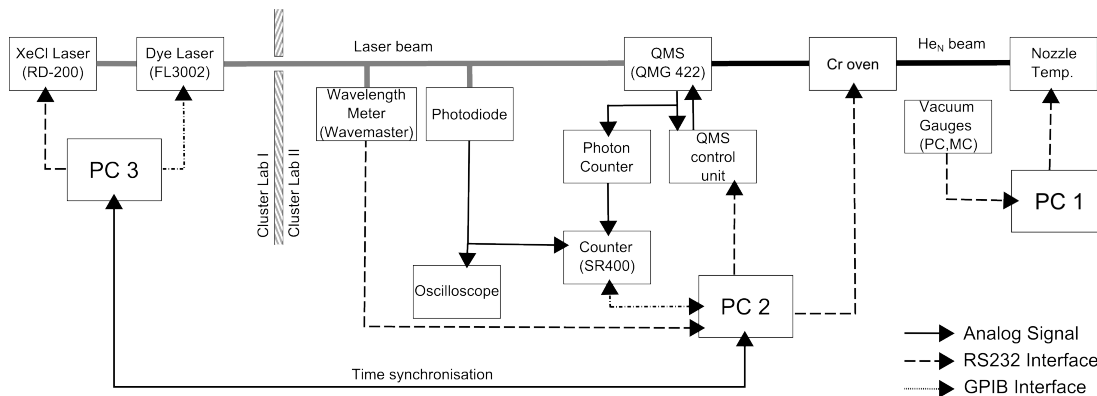 XeCl Laser
(RD-200)
Dye Laser
(FL3002)
Laser beam
QMS
(QMG 422)
Cr oven
HeN beam
Nozzle
Temp.
Wavelength
Meter
(Wavemaster)
Photodiode
Photon
Counter
QMS
control
unit
Vacuum
Gauges
(PC,MC)
PC 3
PC 1
Cluster Lab I
Cluster Lab II
Counter
(SR400)
Oscilloscope
PC 2
Time synchronisation
Analog Signal
RS232 Interface
GPIB Interface